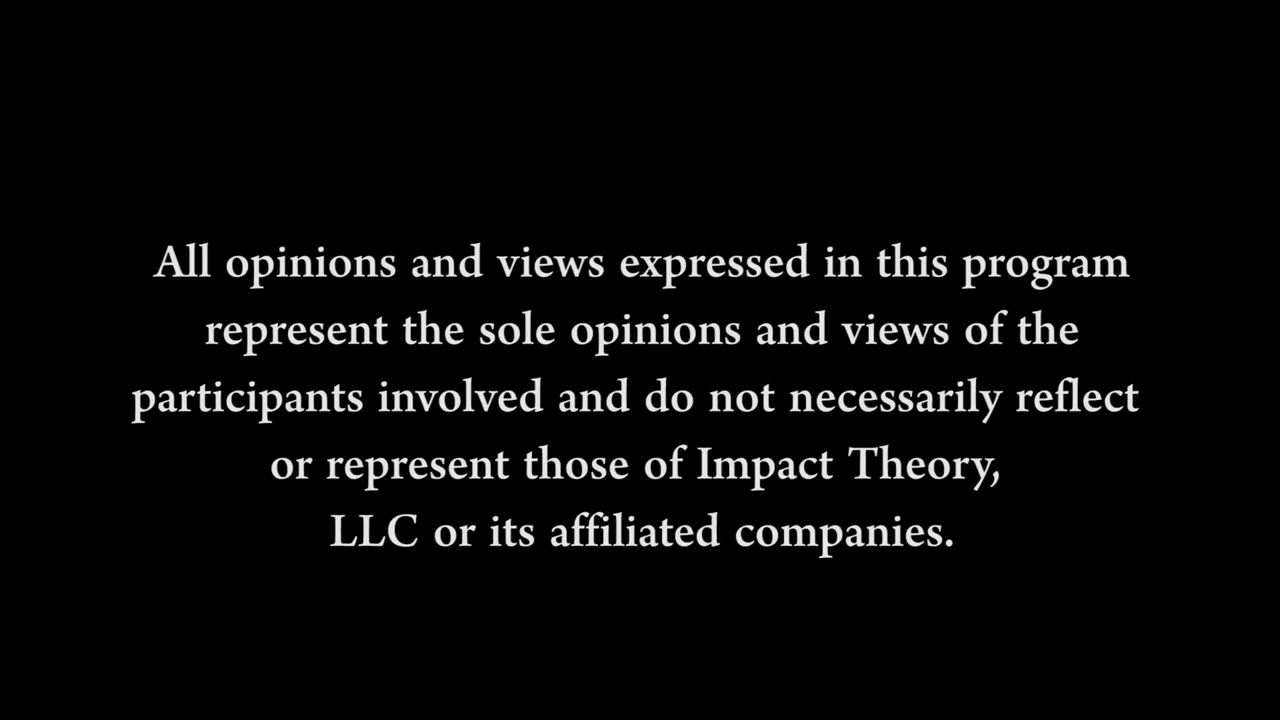 All opinions and views expressed in this program
represent the sole opinions and views of the
participants involved and do not necessarily reflect
or represent those of Impact Theory,
LLC or its affiliated companies.